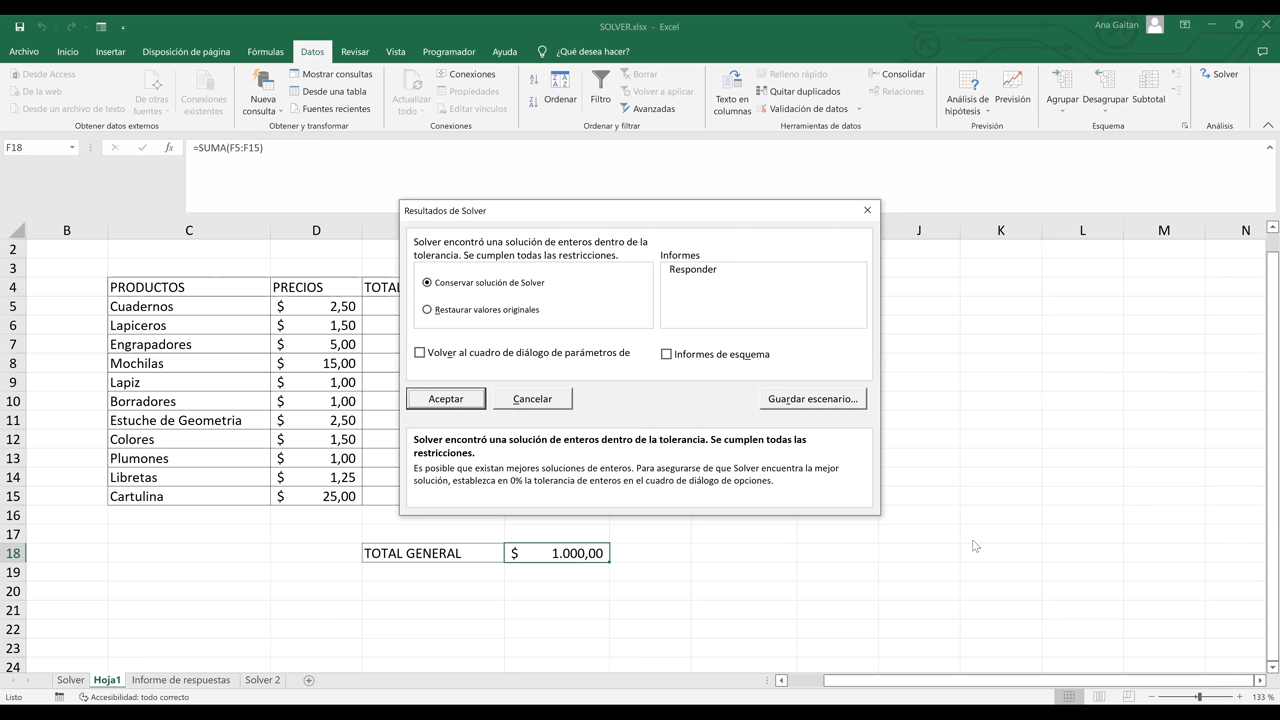 SOLVER.xlsx - Excel
Ana Gaitan
Archivo Inicio Insertar Disposición de página Fórmulas Datos Revisar Vista Programador Ayuda ¿Qué desea hacer?
Desde Access
De la web
Desde un archivo de texto
De otras fuentes
Conexiones existentes
Obtener datos externos
Nueva consulta
Mostrar consultas
Desde una tabla
Fuentes recientes
Obtener y transformar
Actualizar todo
Conexiones
Propiedades
Editar vínculos
Conexiones
Ordenar
Filtro
Borrar
Volver a aplicar
Avanzadas
Ordenar y filtrar
Texto en columnas
Relleno rápido
Quitar duplicados
Validación de datos
Consolidar
Relaciones
Herramientas de datos
Análisis de hipótesis
Previsión
Previsión
Agrupar
Desagrupar
Subtotal
Esquema
Solver
Análisis
F18
fx
=SUMA(F5:F15)
B C D J K L M N
2
3
4 PRODUCTOS PRECIOS TOTAL
5 Cuadernos $ 2,50
6 Lapiceros $ 1,50
7 Engrapadores $ 5,00
8 Mochilas $ 15,00
9 Lapiz $ 1,00
10 Borradores $ 1,00
11 Estuche de Geometria $ 2,50
12 Colores $ 1,50
13 Plumones $ 1,00
14 Libretas $ 1,25
15 Cartulina $ 25,00
16
17
18 TOTAL GENERAL $ 1.000,00
19
20
21
22
23
24
Resultados de Solver
Solver encontró una solución de enteros dentro de la
tolerancia. Se cumplen todas las restricciones.
Conservar solución de Solver
Restaurar valores originales
Informes
Responder
Volver al cuadro de diálogo de parámetros de
Informes de esquema
Aceptar
Cancelar
Guardar escenario...
Solver encontró una solución de enteros dentro de la tolerancia. Se cumplen todas las
restricciones.
Es posible que existan mejores soluciones de enteros. Para asegurarse de que Solver encuentra la mejor
solución, establezca en 0% la tolerancia de enteros en el cuadro de diálogo de opciones.
Solver Hoja1 Informe de respuestas Solver 2
Listo
Accesibilidad: todo correcto
133 %